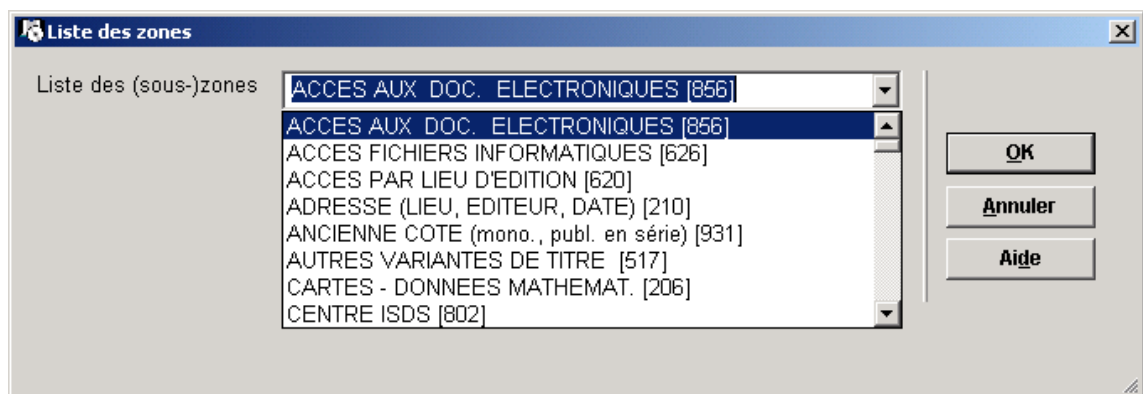 Liste des zones
Liste des (sous-)zones
ACCES AUX DOC. ELECTRONIQUES [856]
ACCES AUX DOC. ELECTRONIQUES [856]
ACCES FICHIERS INFORMATIQUES [626]
ACCES PAR LIEU D'EDITION [620]
ADRESSE (LIEU, EDITEUR, DATE) [210]
ANCIENNE COTE (mono., publ. en série) [931]
AUTRES VARIANTES DE TITRE [517]
CARTES - DONNEES MATHEMAT. [206]
CENTRE ISDS [802]
OK
Annuler
Aide